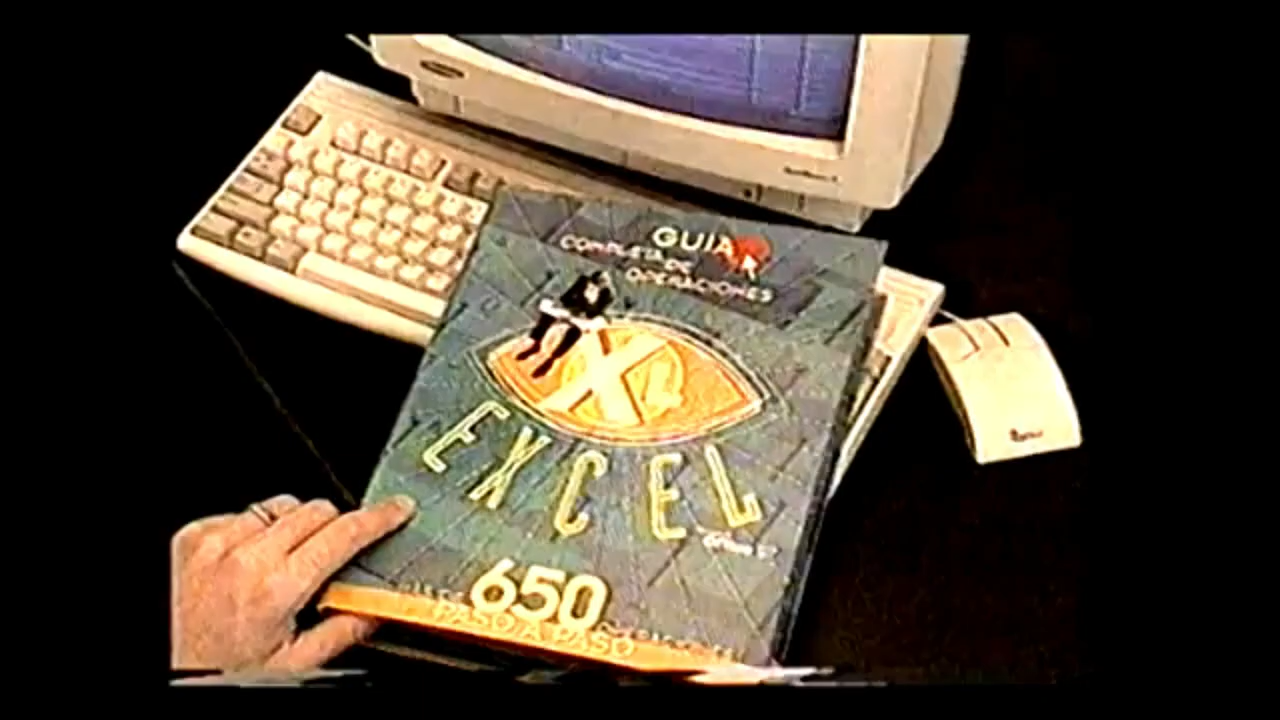 GUIA
COMPLETA DE
OPERACIONES
X
EXCEL
650
PASO A PASO